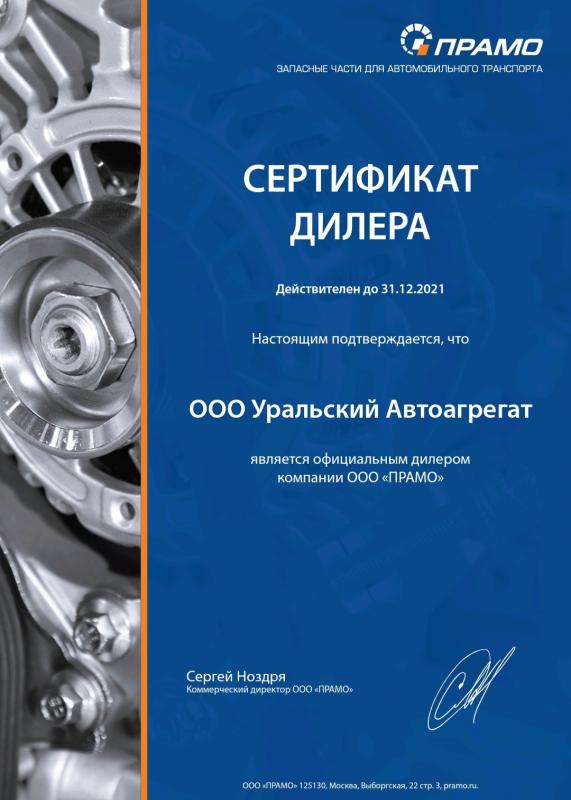 ПРАМО
ЗАПАСНЫЕ ЧАСТИ ДЛЯ АВТОМОБИЛЬНОГО ТРАНСПОРТА
СЕРТИФИКАТ
ДИЛЕРА
Действителен до 31.12.2021
Настоящим подтверждается, что
ООО Уральский Автоагрегат
является официальным дилером
компании ООО «ПРАМО»
Сергей Ноздря
Коммерческий директор ООО «ПРАМО»
ООО «ПРАМО» 125130, Москва, Выборгская, 22 стр. 3, pramo.ru.